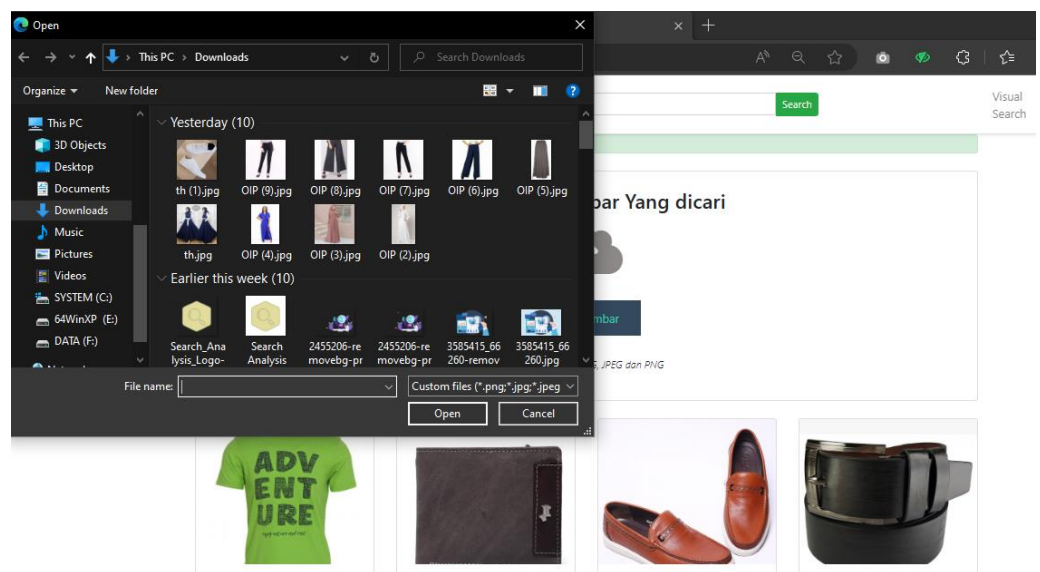 Open
This PC > Downloads
Search Downloads
Organize
New folder
This PC
3D Objects
Desktop
Documents
Downloads
Music
Pictures
Videos
SYSTEM (C:)
64WinXP (E:)
DATA (F:)
Yesterday (10)
th (1).jpg
OIP (9).jpg
OIP (8).jpg
OIP (7).jpg
OIP (6).jpg
OIP (5).jpg
th.jpg
OIP (4).jpg
OIP (3).jpg
OIP (2).jpg
Earlier this week (10)
Search_Ana
lysis_Logo-
Search
Analysis
2455206-re
movebg-pr
2455206-re
movebg-pr
3585415_66
260-remov
3585415_66
260.jpg
File name:
Custom files (*.png;*.jpg;*.jpeg
Open
Cancel
Search
Visual
Search
bar Yang dicari
mbar
, JPEG dan PNG
ADV
ENT
URE